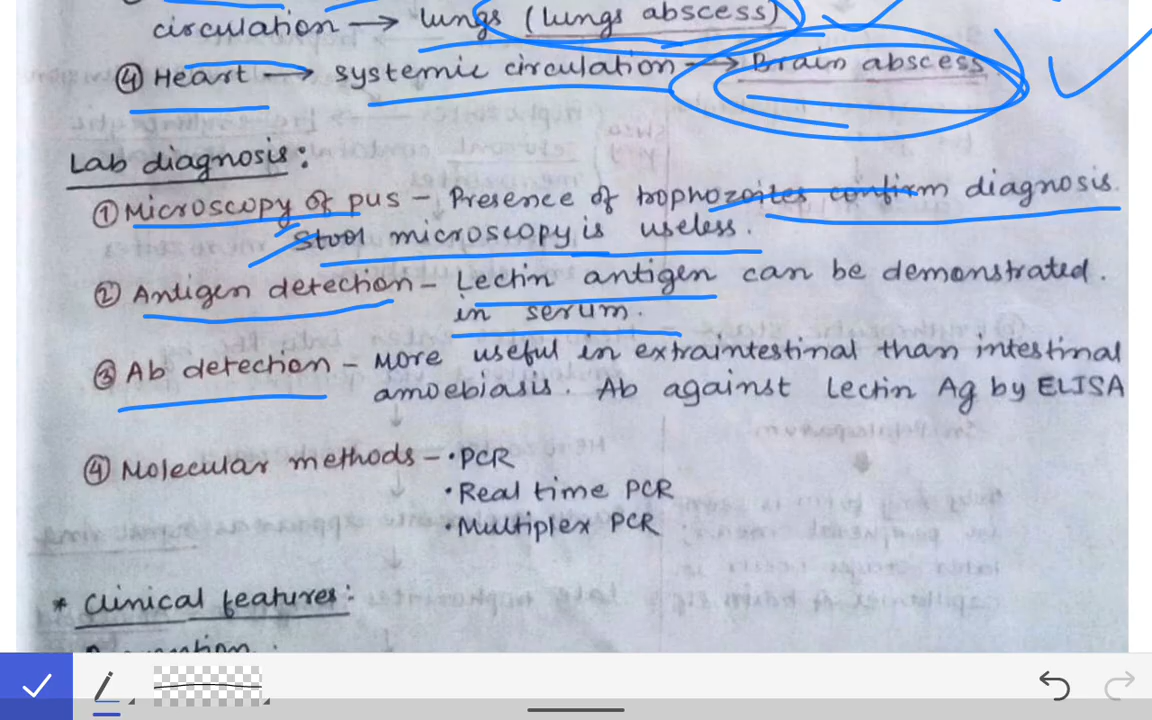 circulation → lungs (lungs abscess)
④ Heart → systemic circulation → Brain abscess
Lab diagnosis:
① Microscopy of pus - Presence of trophozoites confirm diagnosis.
Stool microscopy is useless.
② Antigen detection - Lectin antigen can be demonstrated.
in serum.
③ Ab detection - More useful in extraintestinal than intestinal
amoebiasis. Ab against Lectin Ag by ELISA
④ Molecular methods - • PCR
• Real time PCR
• Multiplex PCR
* Clinical features: